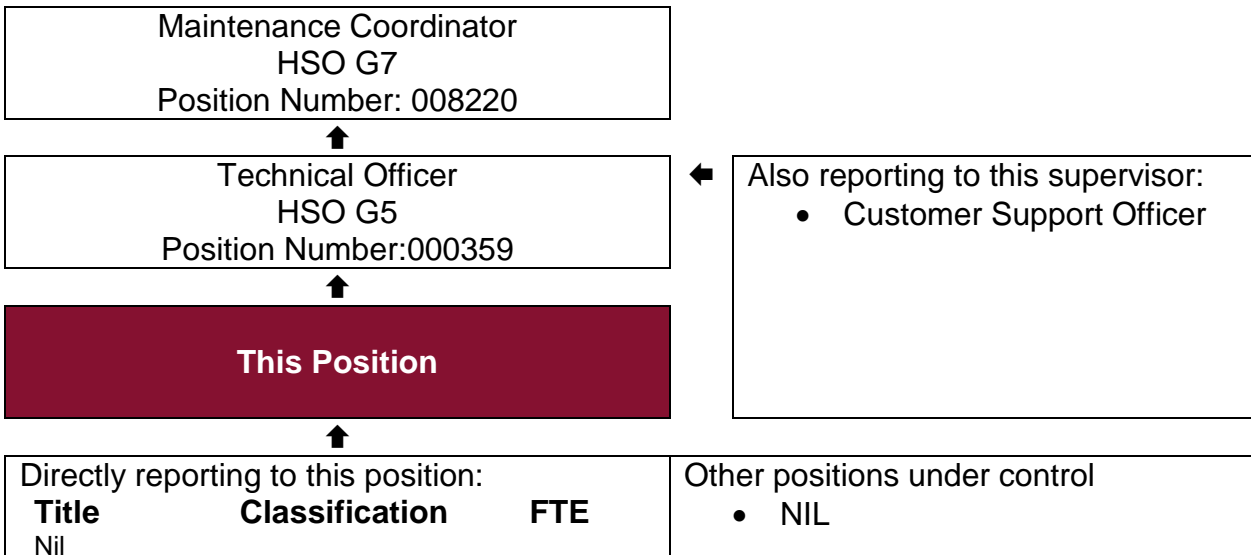 Maintenance Coordinator
HSO G7
Position Number: 008220
Technical Officer
HSO G5
Position Number:000359
Also reporting to this supervisor:
• Customer Support Officer
This Position
Directly reporting to this position:
Title Classification FTE
Nil
Other positions under control
• NIL